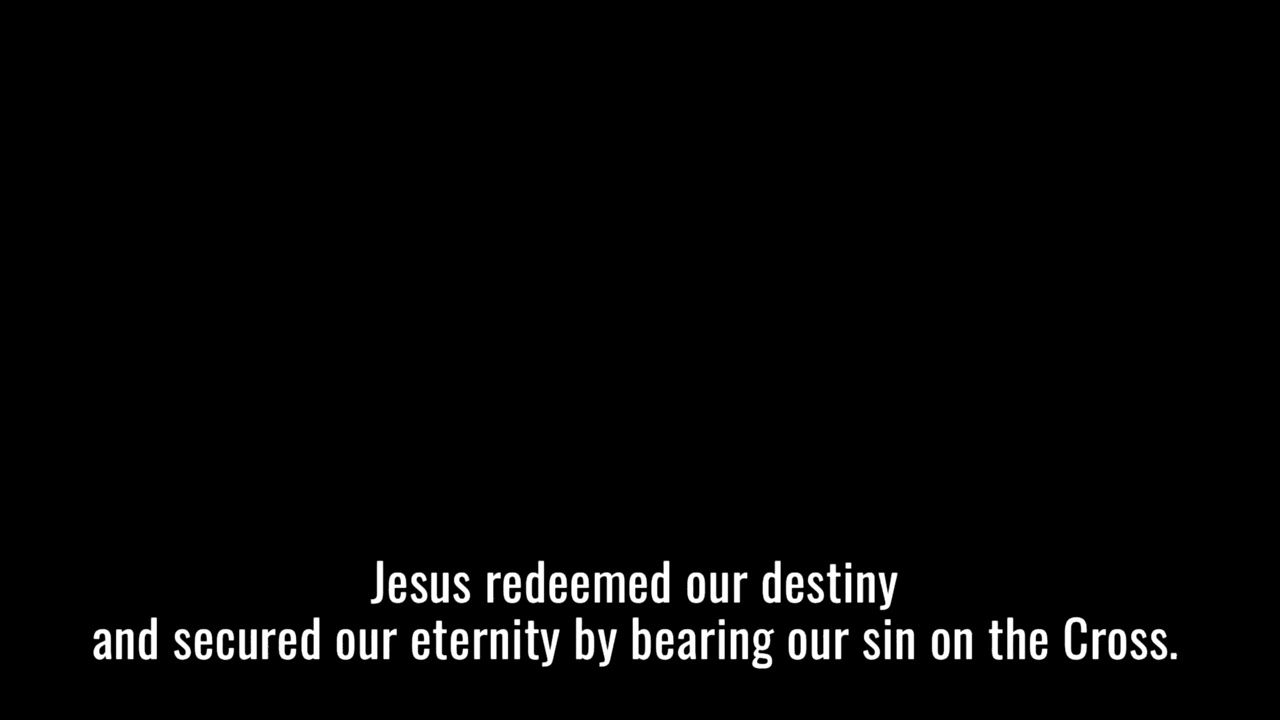 Jesus redeemed our destiny
and secured our eternity by bearing our sin on the Cross.